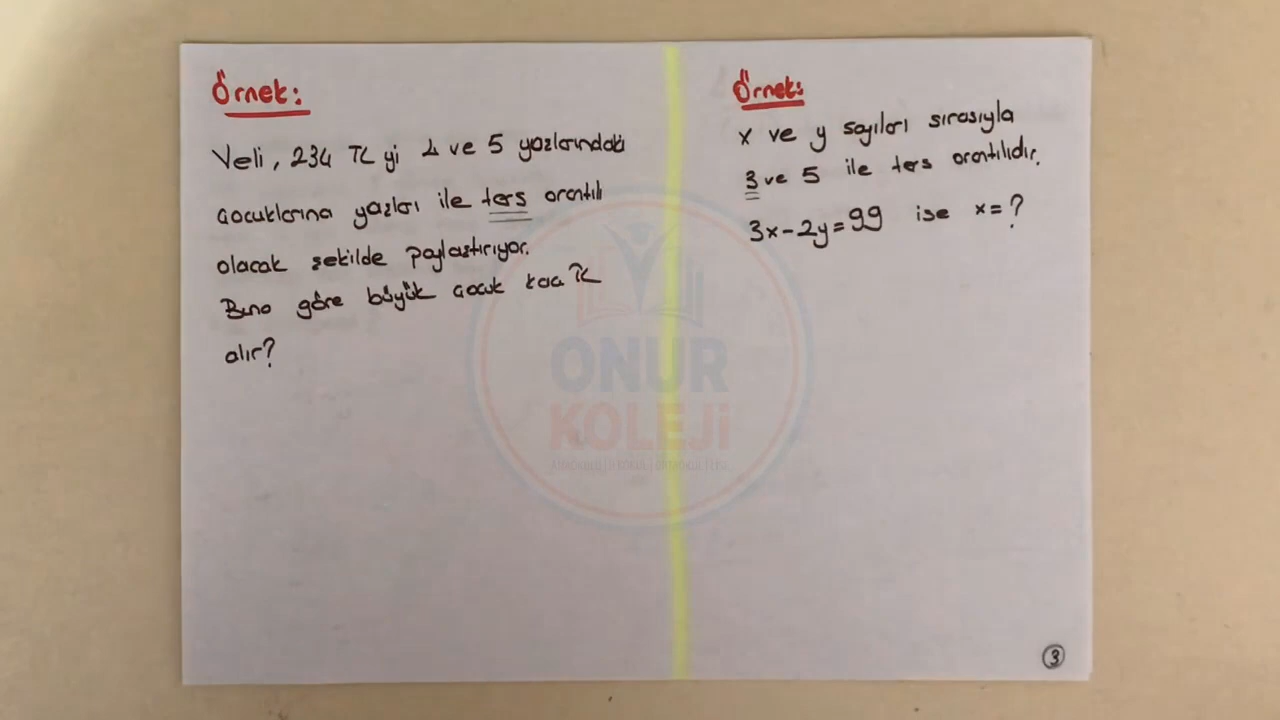 Örnek:
Veli, 234 TL yi 4 ve 5 yaşlarındaki
çocuklarına yaşları ile ters orantılı
olacak şekilde paylaştırıyor.
Buna göre büyük çocuk kaç TL
alır?
Örnek:
x ve y sayıları sırasıyla
3 ve 5 ile ters orantılıdır.
3x-2y=99 ise x=?
ONUR
KOLEJİ
3